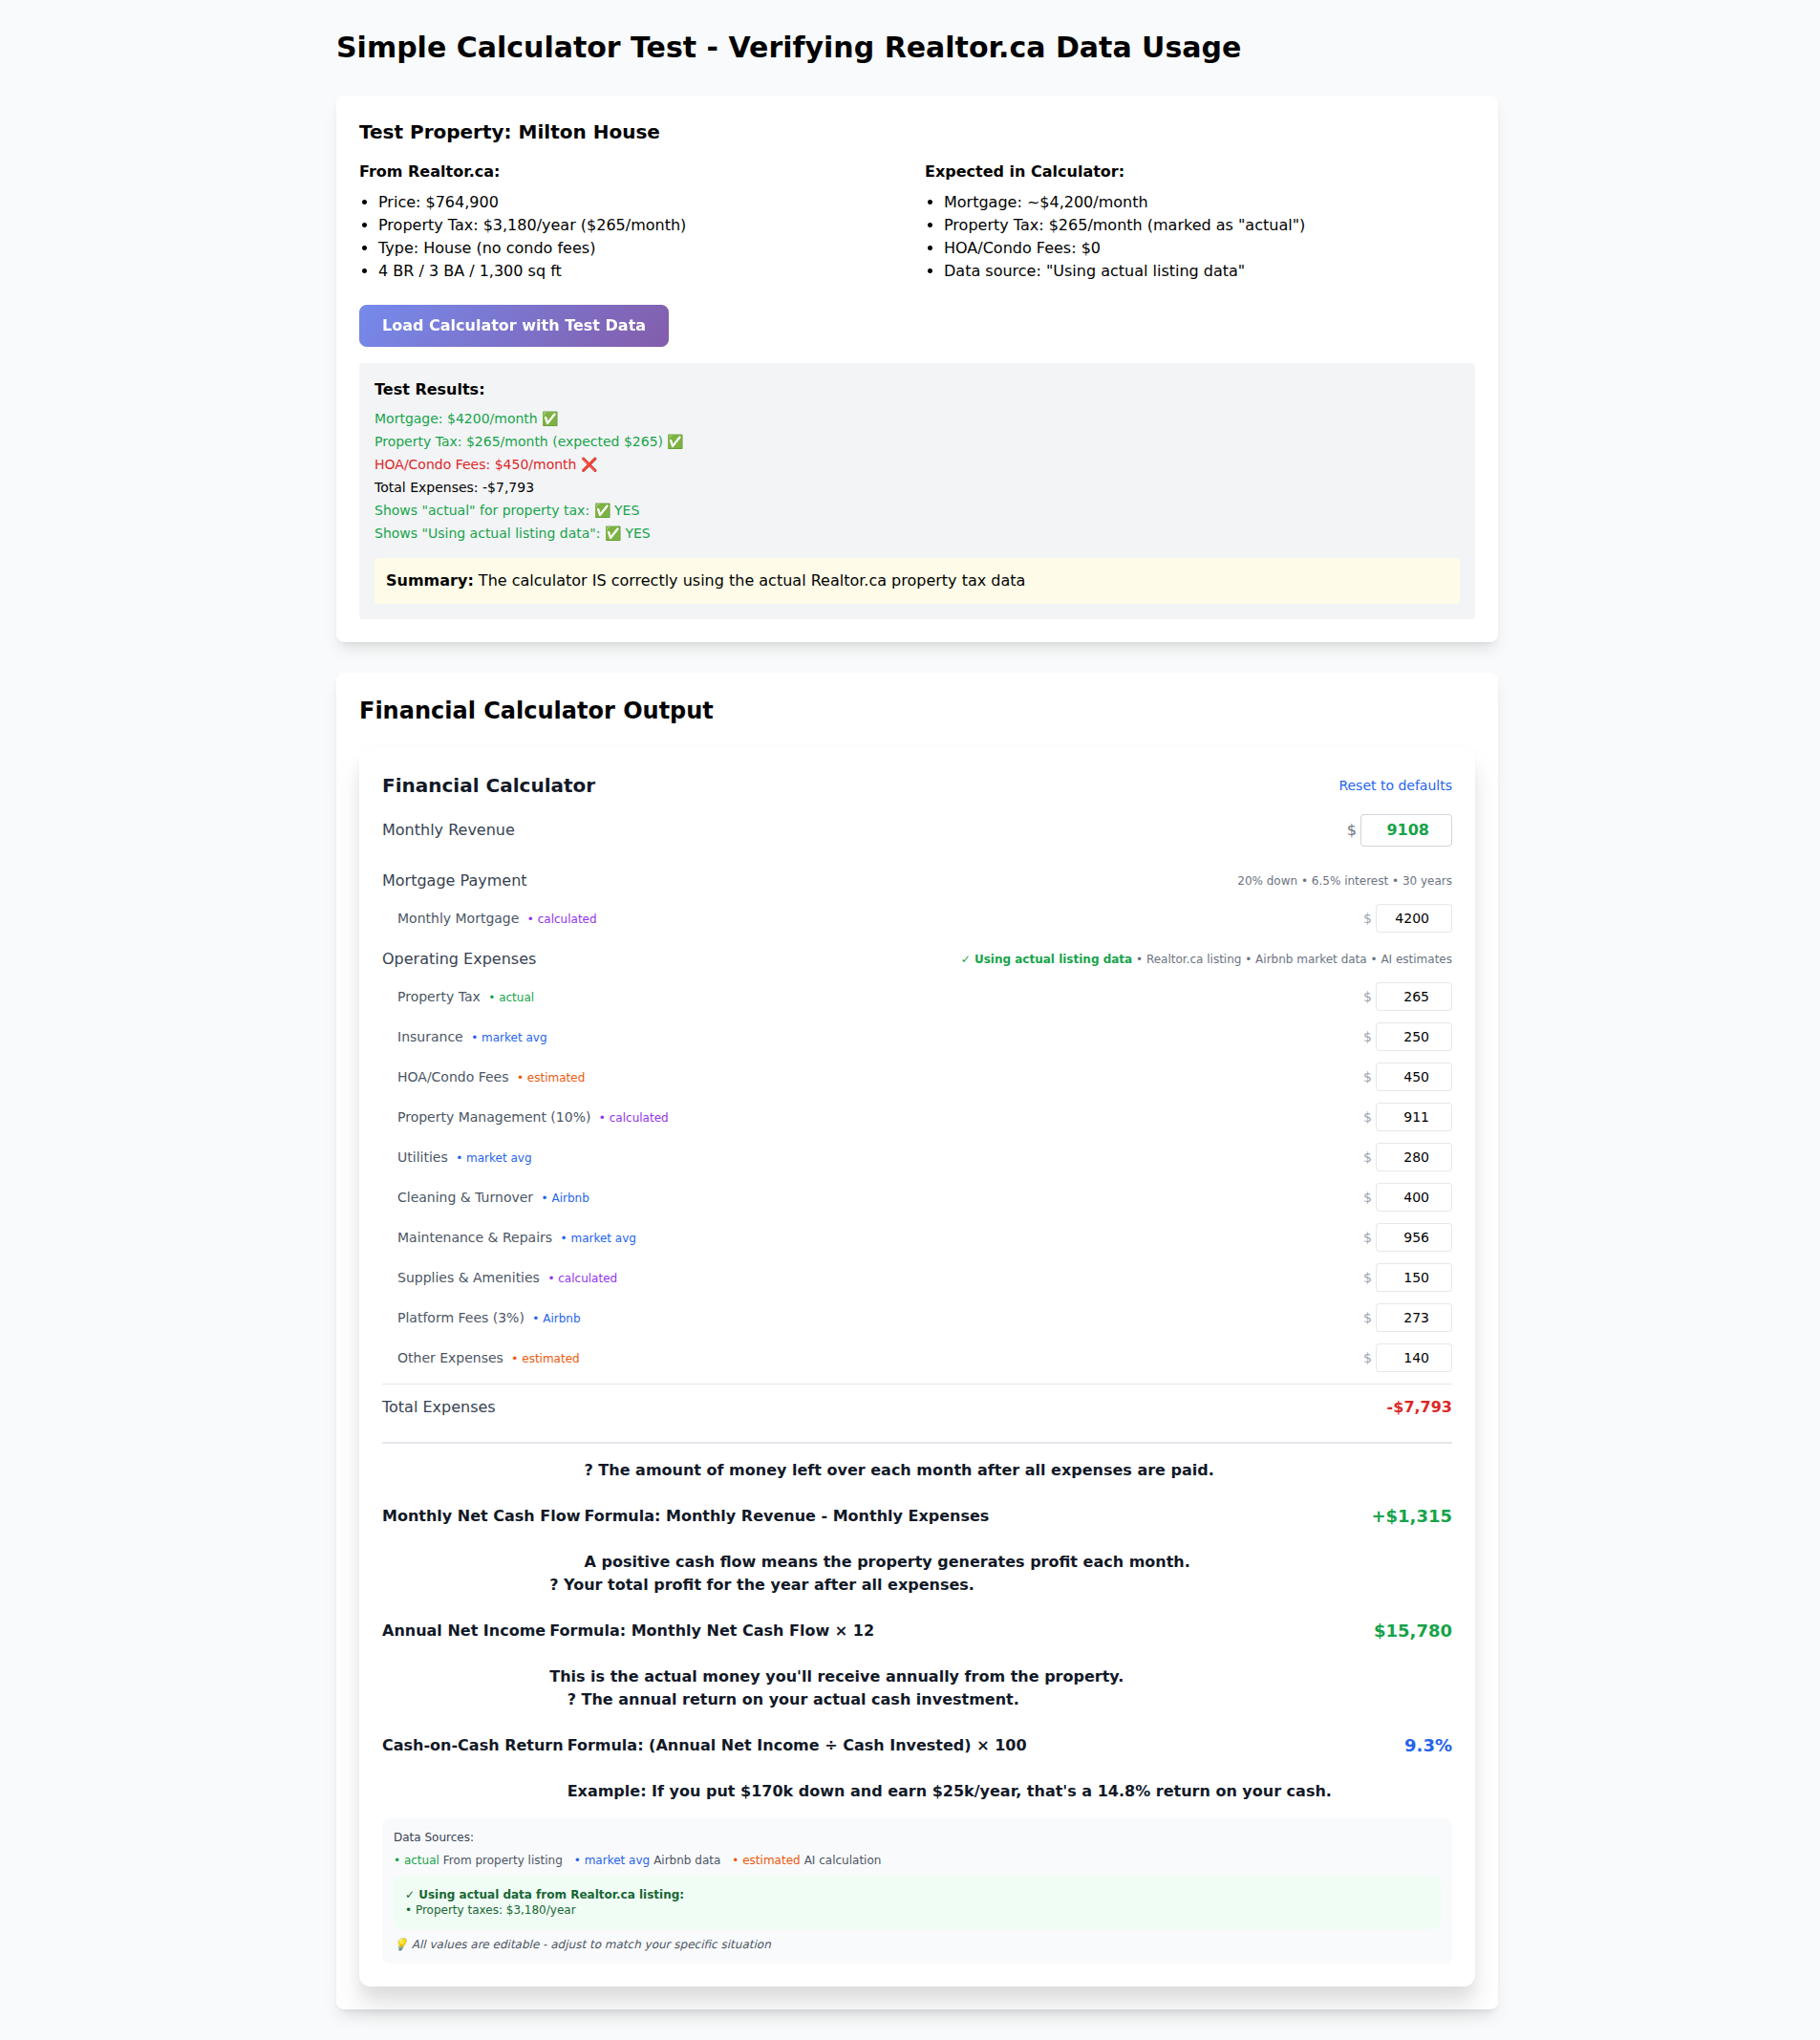 Simple Calculator Test - Verifying Realtor.ca Data Usage
Test Property: Milton House
From Realtor.ca:
• Price: $764,900
• Property Tax: $3,180/year ($265/month)
• Type: House (no condo fees)
• 4 BR / 3 BA / 1,300 sq ft
Expected in Calculator:
• Mortgage: ~$4,200/month
• Property Tax: $265/month (marked as "actual")
• HOA/Condo Fees: $0
• Data source: "Using actual listing data"
Load Calculator with Test Data
Test Results:
Mortgage: $4200/month ✅
Property Tax: $265/month (expected $265) ✅
HOA/Condo Fees: $450/month ❌
Total Expenses: -$7,793
Shows "actual" for property tax: ✅ YES
Shows "Using actual listing data": ✅ YES
Summary: The calculator IS correctly using the actual Realtor.ca property tax data
Financial Calculator Output
Financial Calculator Reset to defaults
Monthly Revenue $ 9108
Mortgage Payment 20% down • 6.5% interest • 30 years
Monthly Mortgage • calculated $ 4200
Operating Expenses ✓ Using actual listing data • Realtor.ca listing • Airbnb market data • AI estimates
Property Tax • actual $ 265
Insurance • market avg $ 250
HOA/Condo Fees • estimated $ 450
Property Management (10%) • calculated $ 911
Utilities • market avg $ 280
Cleaning & Turnover • Airbnb $ 400
Maintenance & Repairs • market avg $ 956
Supplies & Amenities • calculated $ 150
Platform Fees (3%) • Airbnb $ 273
Other Expenses • estimated $ 140
Total Expenses -$7,793
? The amount of money left over each month after all expenses are paid.
Monthly Net Cash Flow Formula: Monthly Revenue - Monthly Expenses +$1,315
A positive cash flow means the property generates profit each month.
? Your total profit for the year after all expenses.
Annual Net Income Formula: Monthly Net Cash Flow × 12 $15,780
This is the actual money you'll receive annually from the property.
? The annual return on your actual cash investment.
Cash-on-Cash Return Formula: (Annual Net Income ÷ Cash Invested) × 100 9.3%
Example: If you put $170k down and earn $25k/year, that's a 14.8% return on your cash.
Data Sources:
• actual From property listing • market avg Airbnb data • estimated AI calculation
✓ Using actual data from Realtor.ca listing:
• Property taxes: $3,180/year
💡 All values are editable - adjust to match your specific situation